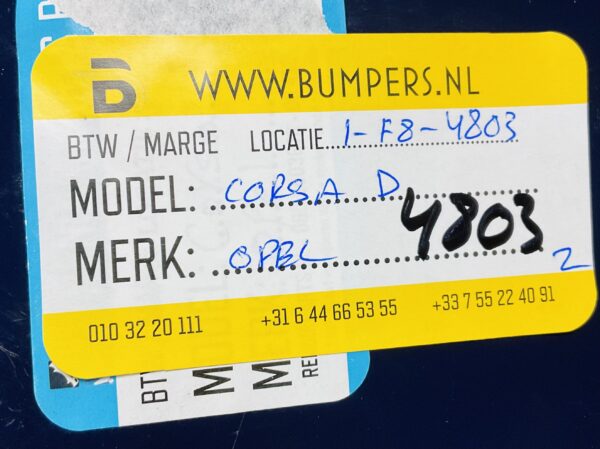 WWW.BUMPERS.NL
BTW / MARGE LOCATIE 1-F8-4803
MODEL: CORSA D
MERK: OPEL 4803 2
010 32 20 111 +31 6 44 66 53 55 +33 7 55 22 40 91
BTW
M
M
RE